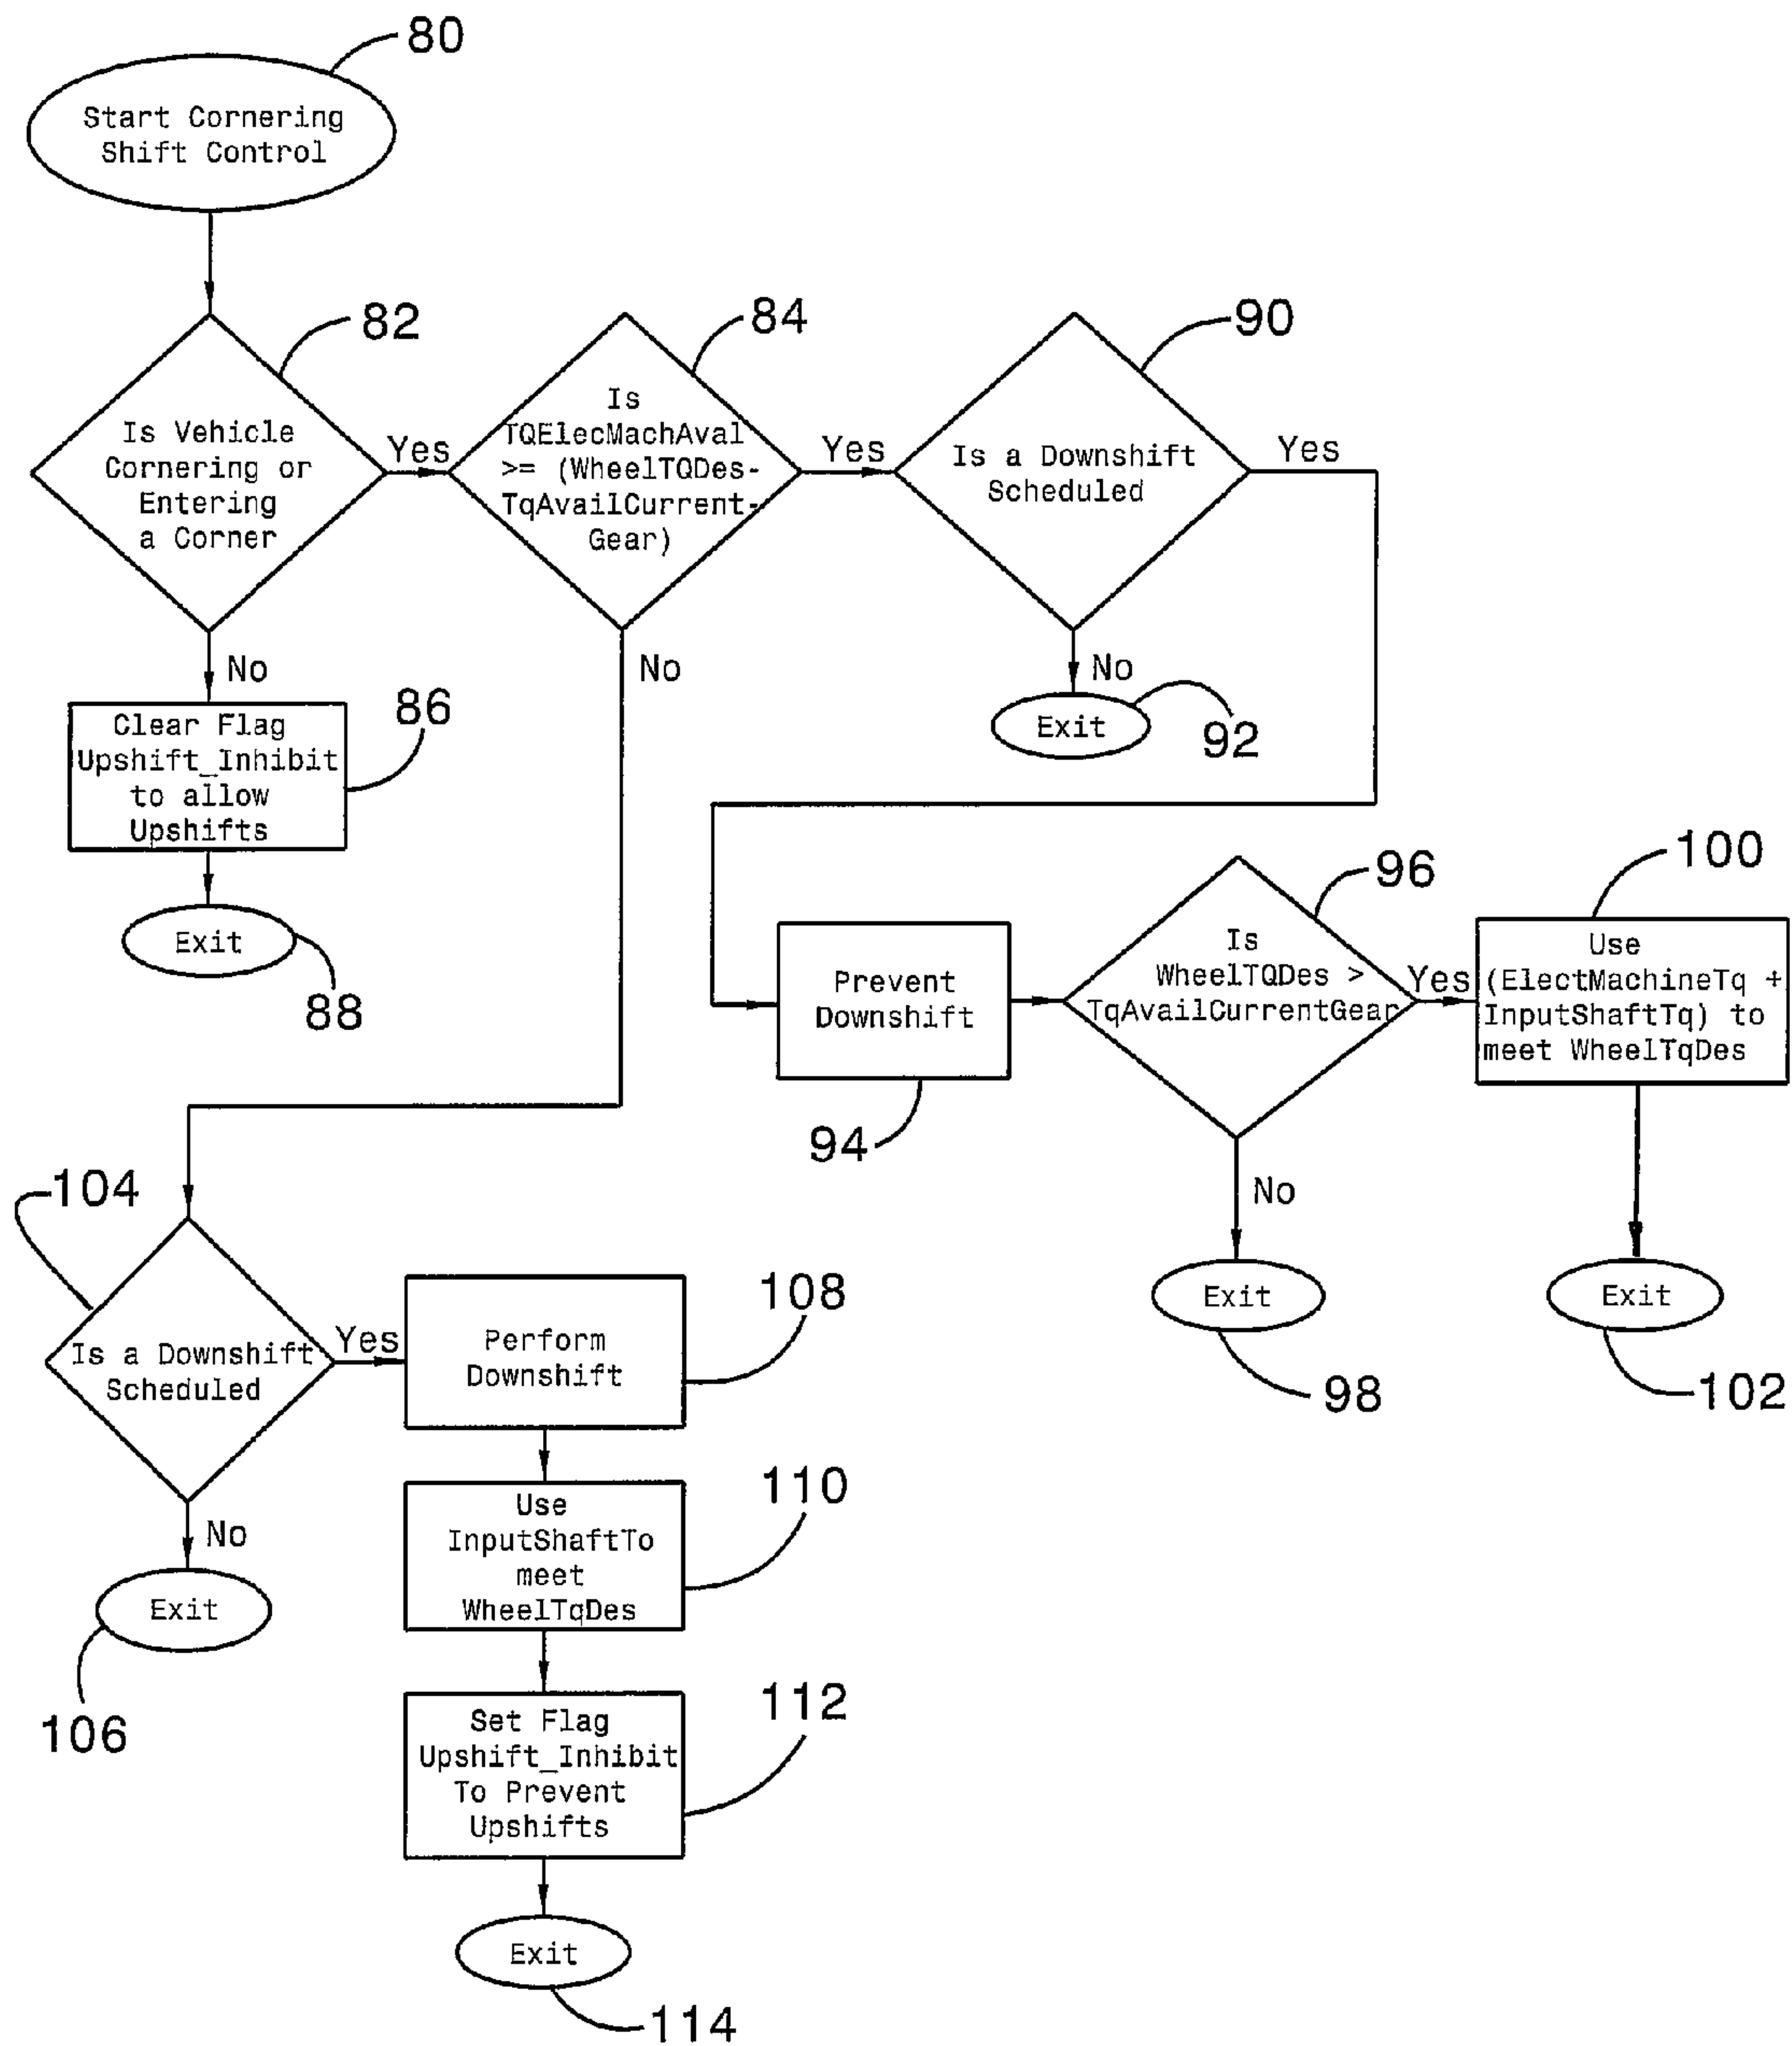 80
Start Cornering
Shift Control
82
Is Vehicle
Cornering or
Entering
a Corner
Yes
No
84
Is
TQElecMachAval
>= (WheelTQDes-
TqAvailCurrent-
Gear)
Yes
No
90
Is a Downshift
Scheduled
Yes
No
Exit
92
Clear Flag
Upshift_Inhibit
to allow
Upshifts
86
Exit
88
Prevent
Downshift
94
96
Is
WheelTQDes >
TqAvailCurrentGear
Yes
No
100
Use
(ElectMachineTq +
InputShaftTq) to
meet WheelTqDes
Exit
98
Exit
102
104
Is a Downshift
Scheduled
Yes
No
Exit
106
Perform
Downshift
108
Use
InputShaftTo
meet
WheelTqDes
110
Set Flag
Upshift_Inhibit
To Prevent
Upshifts
112
Exit
114